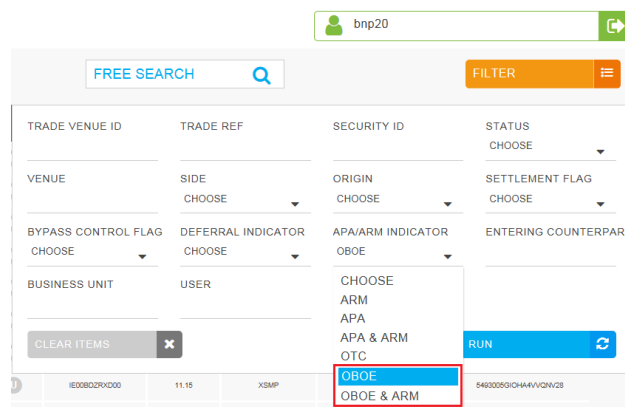 bnp20
FREE SEARCH
FILTER
TRADE VENUE ID TRADE REF SECURITY ID STATUS
CHOOSE
VENUE SIDE ORIGIN SETTLEMENT FLAG
CHOOSE CHOOSE CHOOSE
BYPASS CONTROL FLAG DEFERRAL INDICATOR APA/ARM INDICATOR ENTERING COUNTERPAR
CHOOSE CHOOSE OBOE
BUSINESS UNIT USER
CHOOSE
ARM
APA
APA & ARM
OTC
OBOE
OBOE & ARM
CLEAR ITEMS RUN
IE00BDZRXD00 11.15 XSMP 5493005GIOHA4VVQNV28